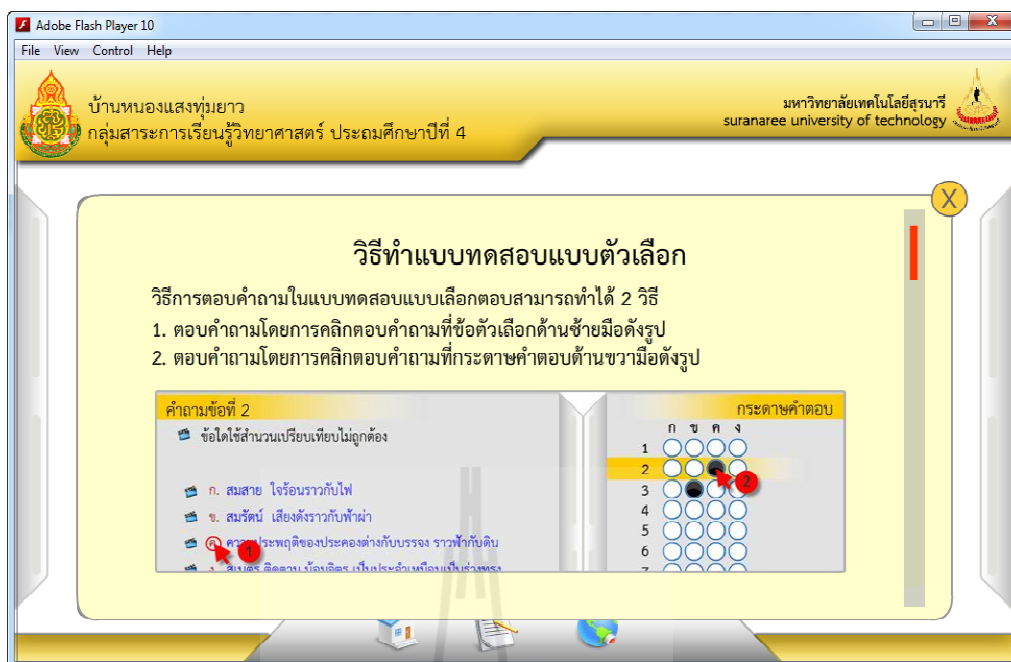 Adobe Flash Player 10
File View Control Help
บ้านหนองแสงทุ่มยาว
กลุ่มสาระการเรียนรู้วิทยาศาสตร์ ประถมศึกษาปีที่ 4
มหาวิทยาลัยเทคโนโลยีสุรนารี
suranaree university of technology
X
วิธีทำแบบทดสอบแบบตัวเลือก
วิธีการตอบคำถามในแบบทดสอบแบบเลือกตอบสามารถทำได้ 2 วิธี
1. ตอบคำถามโดยการคลิกตอบคำถามที่ข้อตัวเลือกด้านซ้ายมือดังรูป
2. ตอบคำถามโดยการคลิกตอบคำถามที่กระดาษคำตอบด้านขวามือดังรูป
คำถามข้อที่ 2
ข้อใดใช้สำนวนเปรียบเทียบไม่ถูกต้อง
ก. สมสาย ใจร้อนราวกับไฟ
ข. สมรัตน์ เสียงดังราวกับฟ้าผ่า
ค ความประพฤติของประคองต่างกับบรรจง ราวฟ้ากับดิน
1
กระดาษคำตอบ
ก ข ค ง
1
2
2
3
4
5
6
7